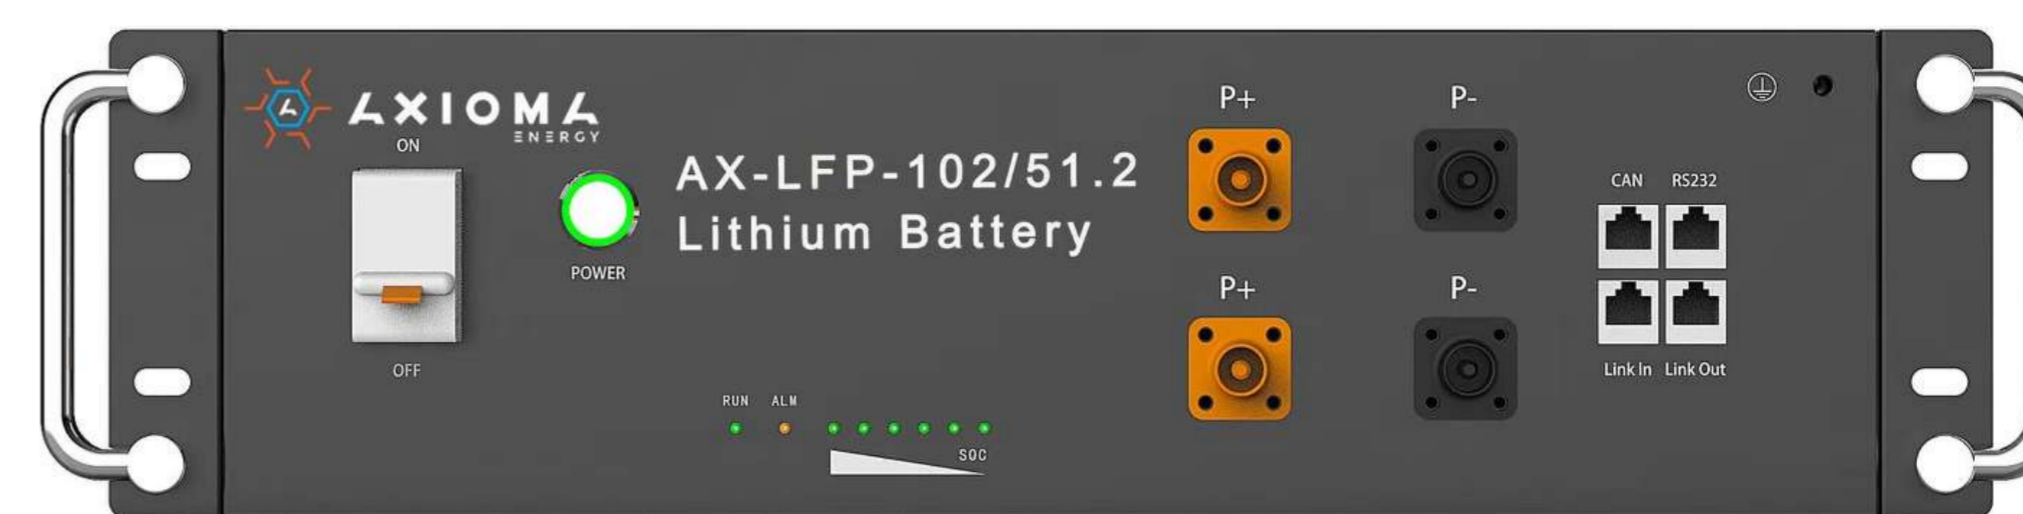 AXIOMA
ENERGY
ON
OFF
POWER
AX-LFP-102/51.2
Lithium Battery
RUN ALM
SOC
P+ P-
P+ P-
CAN RS232
Link In Link Out